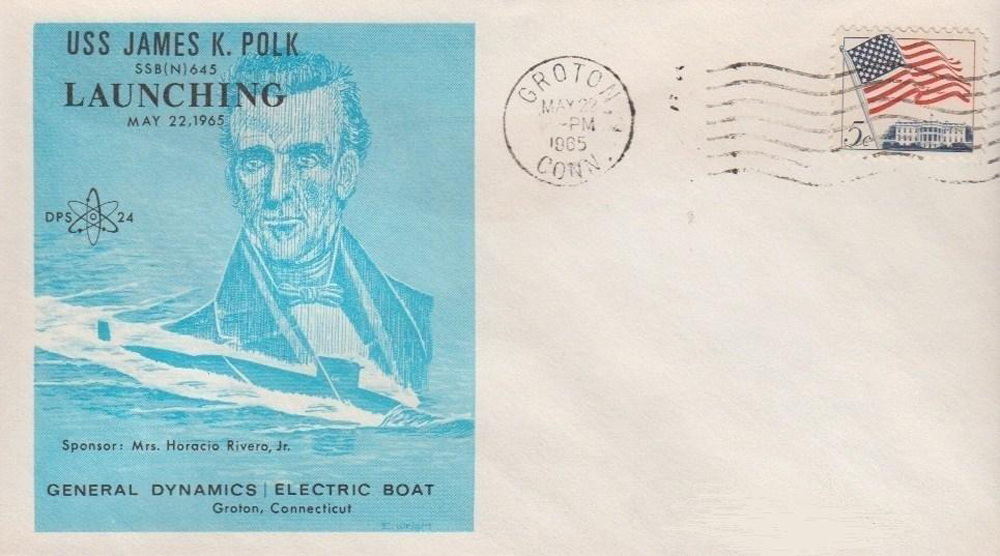 USS JAMES K. POLK
SSB(N)645
LAUNCHING
MAY 22,1965
DPS 24
Sponsor: Mrs. Horacio Rivero, Jr.
GENERAL DYNAMICS | ELECTRIC BOAT
Groton, Connecticut
GROTON
MAY 22
-PM
1965
CONN.
5c